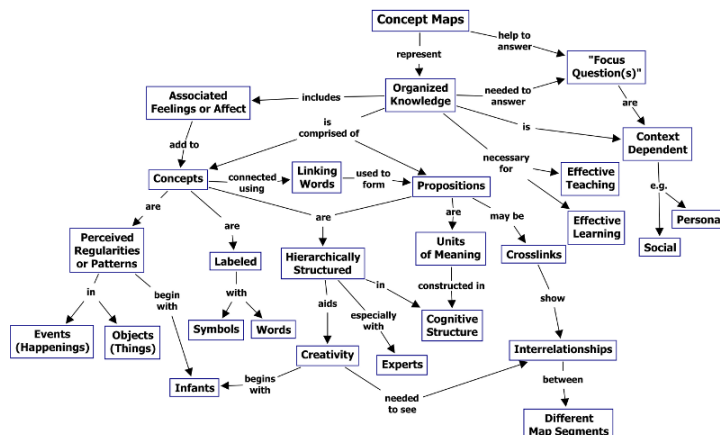 Concept Maps
help to
answer
represent
"Focus
Question(s)"
Organized
Knowledge
needed to
answer
Associated
Feelings or Affect
includes
are
is
comprised of
is
Context
Dependent
add to
necessary
for
Effective
Teaching
Concepts
connected
using
Linking
Words
used to
form
Propositions
e.g.
are
are
are
are
may be
Effective
Learning
Persona
Social
Perceived
Regularities
or Patterns
Labeled
Hierarchically
Structured
Units
of Meaning
Crosslinks
in
begin
with
with
aids
in
especially
with
constructed in
show
Events
(Happenings)
Objects
(Things)
Symbols
Words
Cognitive
Structure
Creativity
Experts
Interrelationships
Infants
begins
with
needed
to see
between
Different
Map Segments